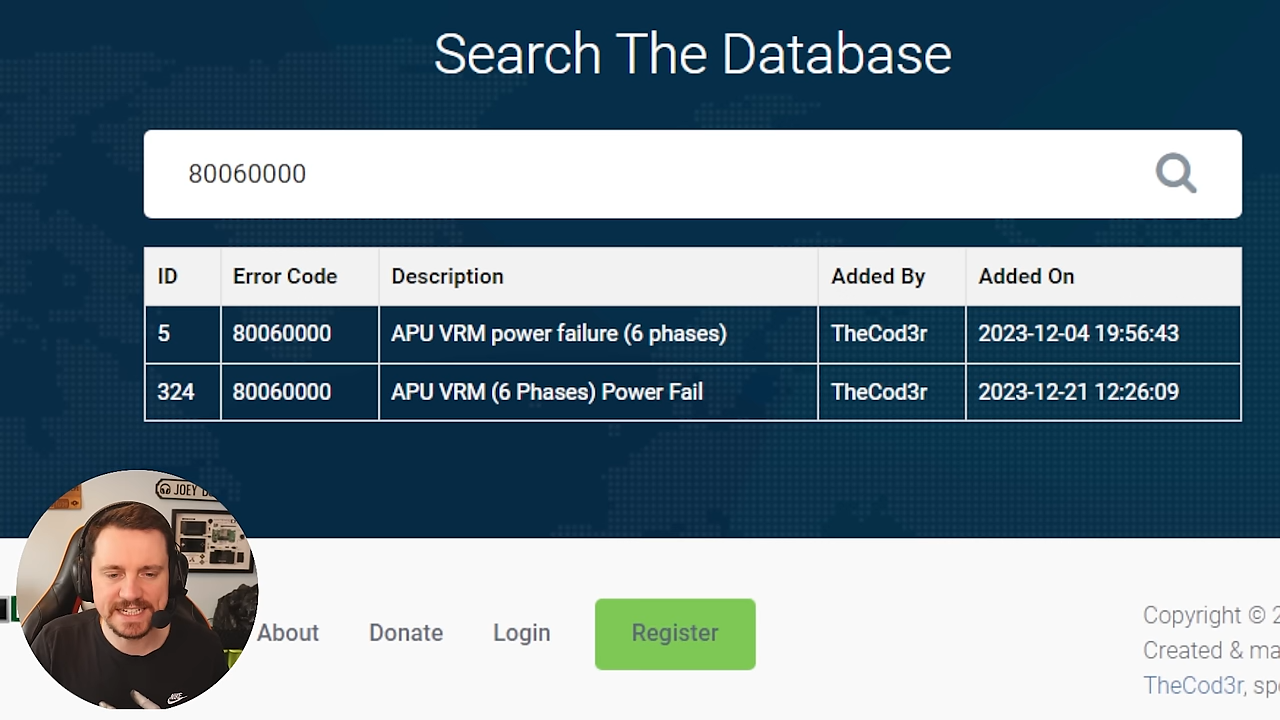 Search The Database
80060000
ID Error Code Description Added By Added On
5 80060000 APU VRM power failure (6 phases) TheCod3r 2023-12-04 19:56:43
324 80060000 APU VRM (6 Phases) Power Fail TheCod3r 2023-12-21 12:26:09
JOEY
About Donate Login Register
Copyright ©
Created &
TheCod3r,